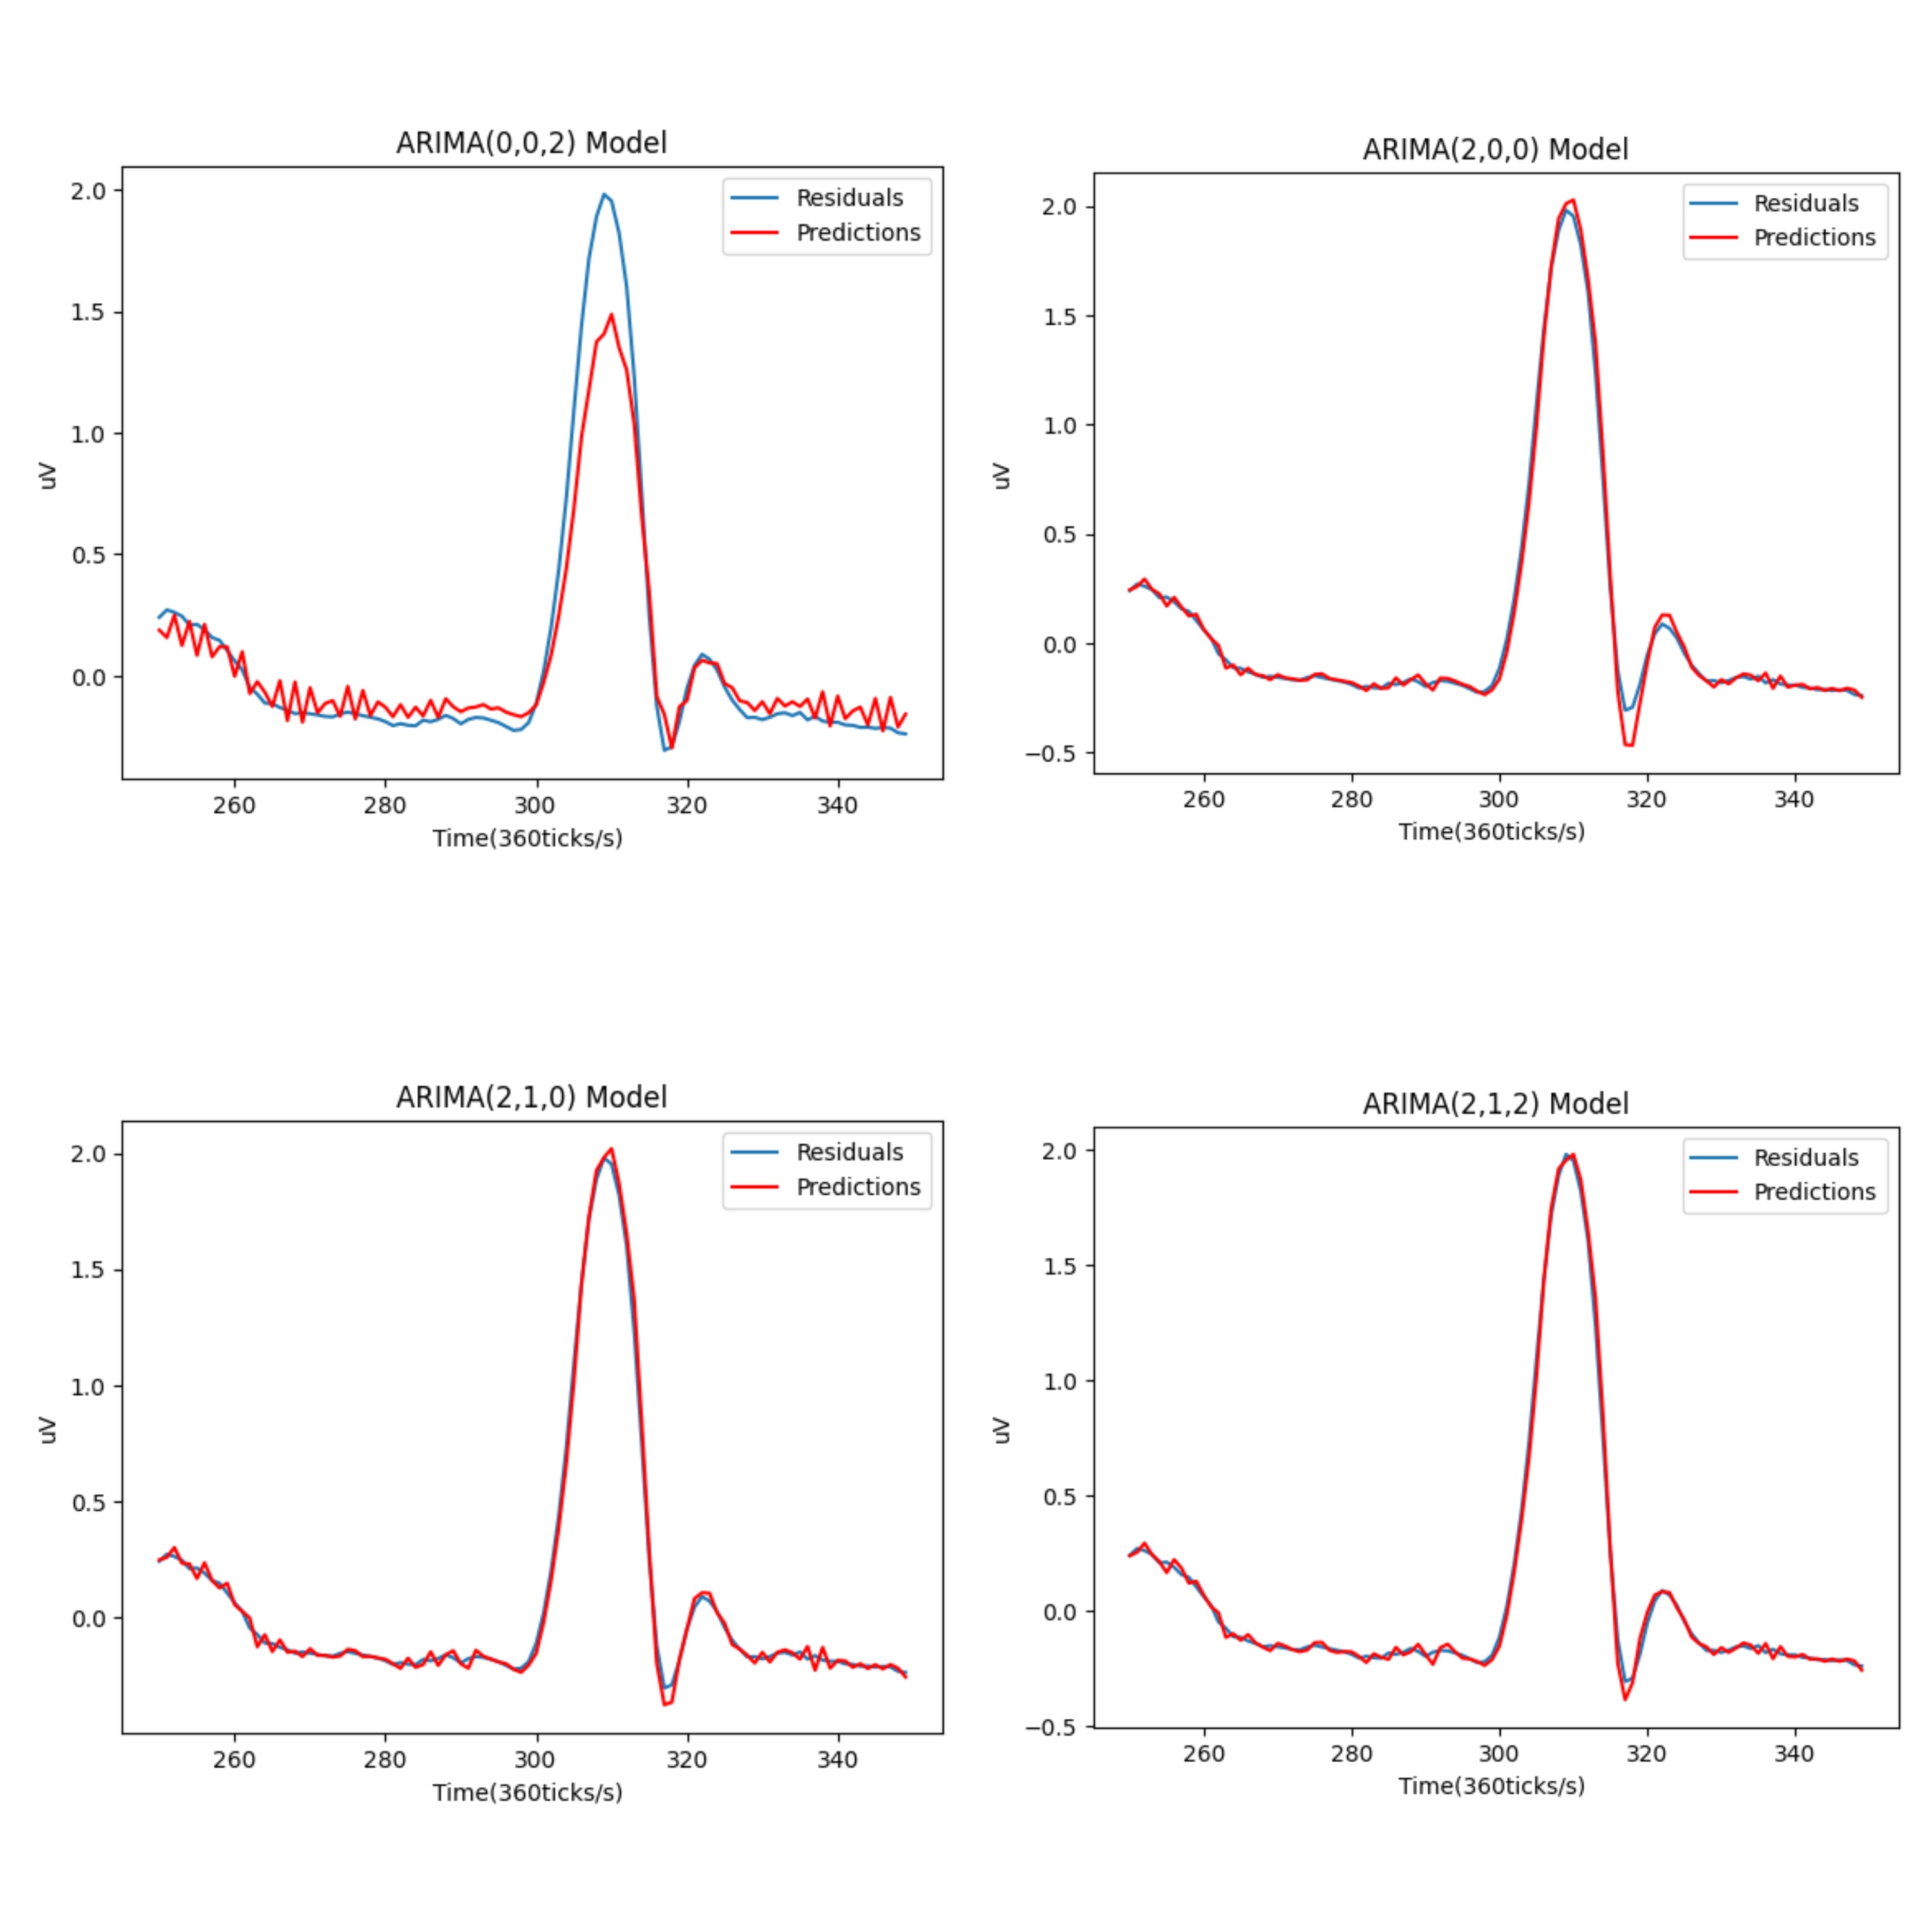 ARIMA(0,0,2) Model
Residuals
Predictions
2.0
1.5
1.0
0.5
0.0
uV
260 280 300 320 340
Time(360ticks/s)
ARIMA(2,0,0) Model
Residuals
Predictions
2.0
1.5
1.0
0.5
0.0
−0.5
uV
260 280 300 320 340
Time(360ticks/s)
ARIMA(2,1,0) Model
Residuals
Predictions
2.0
1.5
1.0
0.5
0.0
uV
260 280 300 320 340
Time(360ticks/s)
ARIMA(2,1,2) Model
Residuals
Predictions
2.0
1.5
1.0
0.5
0.0
−0.5
uV
260 280 300 320 340
Time(360ticks/s)